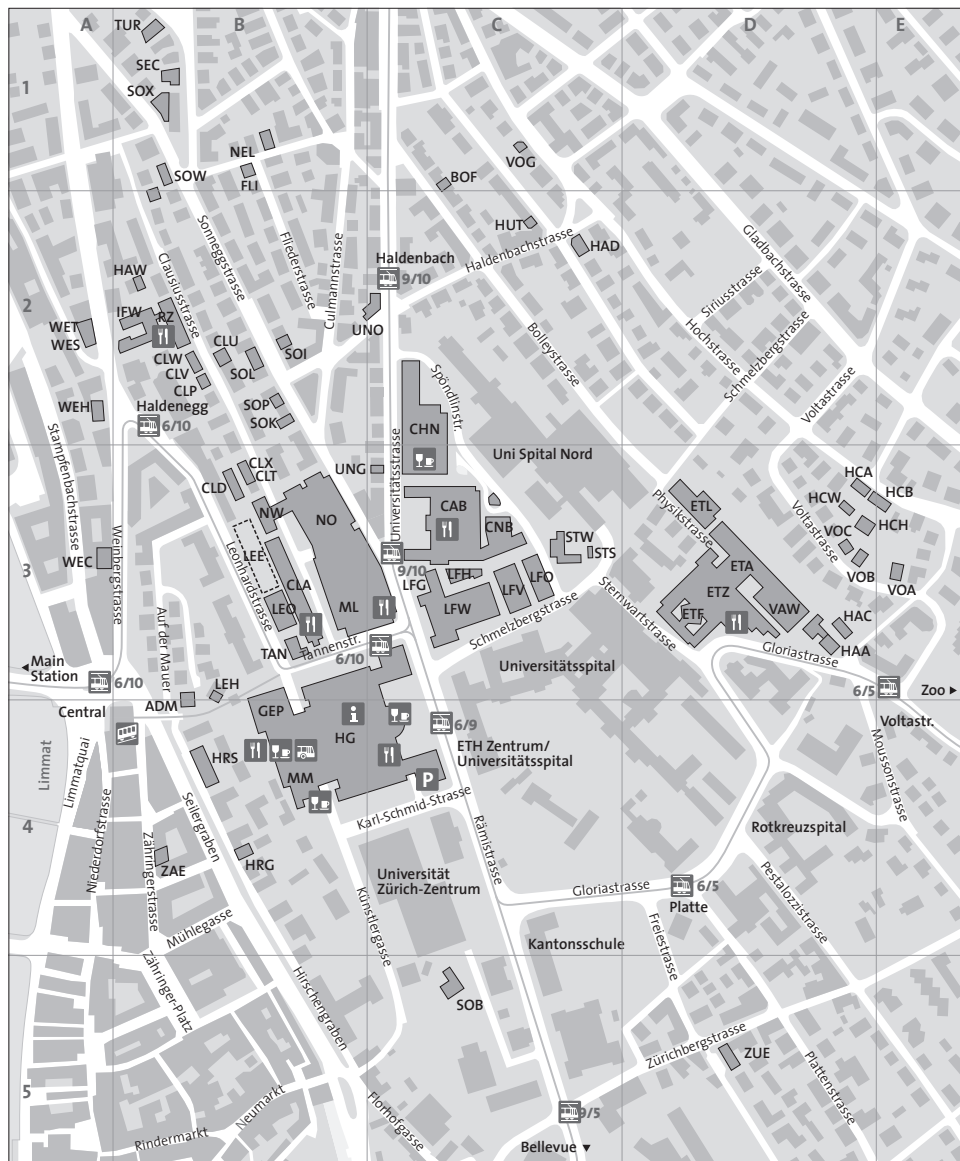 A
B
C
D
E
1
2
3
4
5
TUR
SEC
SOX
NEL
FLI
SOW
VOG
BOF
HUT
HAD
Haldenbach
9/10
Haldenbachstrasse
Gladbachstrasse
Sonneggstrasse
Fliederstrasse
Culmannstrasse
Clausiusstrasse
HAW
IFW
RZ
WET
WES
UNO
CLU
SOI
CLW
CLV
SOL
CLP
Siriusstrasse
Hochstrasse
Schmelzbergstrasse
Bolleystrasse
Voltastrasse
Spöndlinstr.
WEH
Haldenegg
6/10
SOP
SOK
CHN
Uni Spital Nord
Stampfenbachstrasse
CLX
CLT
CLD
UNG
Universitätsstrasse
NW
NO
CAB
CNB
STW
STS
ETL
Physikstrasse
Voltastrasse
HCA
HCB
HCW
HCH
VOC
VOB
VOA
Weinbergstrasse
WEC
LEE
Leonhardstrasse
CLA
LEO
ML
9/10
LFG
LFH
LFW
LFV
LFO
ETA
ETZ
ETF
VAW
HAC
HAA
Auf der Mauer
TAN
Tannenstr.
6/10
Schmelzbergstrasse
Sternwartstrasse
Gloriastrasse
Universitätsspital
Main
Station
6/10
Central
ADM
LEH
GEP
HG
i
6/9
ETH Zentrum/
Universitätsspital
6/5
Zoo
Voltastr.
Limmat
Limmatquai
HRS
MM
P
Karl-Schmid-Strasse
Moussonstrasse
Niederdorfstrasse
Zähringerstrasse
Seilergraben
ZAE
HRG
Künstlergasse
Universität
Zürich-Zentrum
Rämistrasse
Rotkreuzspital
Gloriastrasse
6/5
Platte
Pestalozzistrasse
Mühlegasse
Kantonsschule
Freiestrasse
Zähringer-Platz
Hirschengraben
SOB
Zürichbergstrasse
ZUE
Plattenstrasse
Neumarkt
Rindermarkt
Florhofgasse
9/5
Bellevue